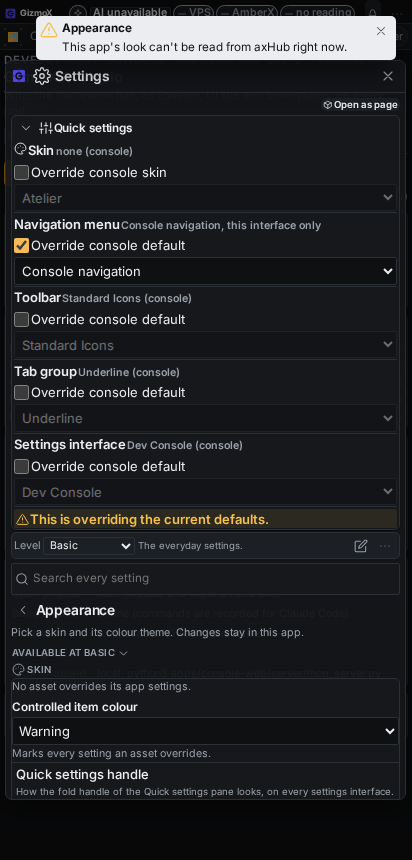 GizmoX
AI unavailable
VPS
AmberX
no reading
Appearance
This app's look can't be read from axHub right now.
Settings
Open as page
Quick settings
Skin none (console)
Override console skin
Atelier
Navigation menu Console navigation, this interface only
Override console default
Console navigation
Toolbar Standard Icons (console)
Override console default
Standard Icons
Tab group Underline (console)
Override console default
Underline
Settings interface Dev Console (console)
Override console default
Dev Console
This is overriding the current defaults.
Level Basic The everyday settings.
Search every setting
Appearance
Pick a skin and its colour theme. Changes stay in this app.
AVAILABLE AT BASIC
SKIN
No asset overrides its app settings.
Controlled item colour
Warning
Marks every setting an asset overrides.
Quick settings handle
How the fold handle of the Quick settings pane looks, on every settings interface.